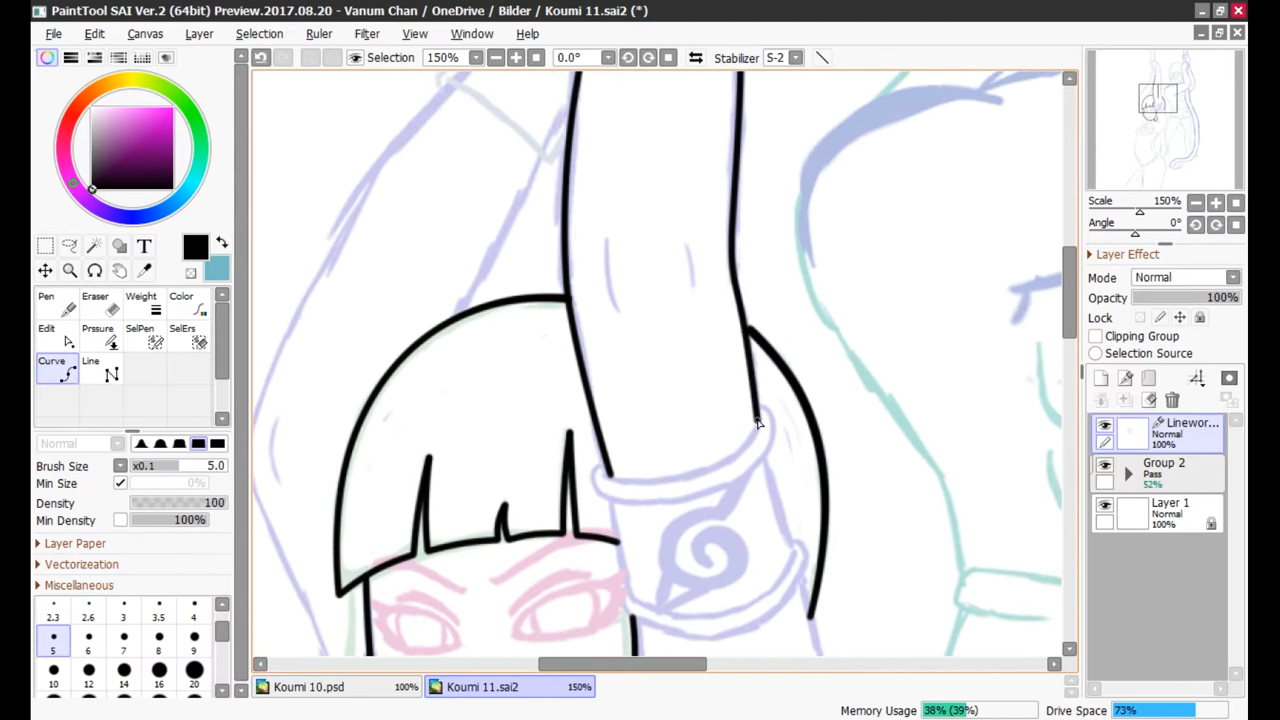 PaintTool SAI Ver.2 (64bit) Preview.2017.08.20 - Vanum Chan / OneDrive / Bilder / Koumi 11.sai2 (*)
File Edit Canvas Layer Selection Ruler Filter View Window Help
Selection 150% 0.0° Stabilizer S-2
T
Pen Eraser Weight Color
Edit Prssure SelPen SelErs
Curve Line
Normal
Brush Size x0.1 5.0
Min Size 0%
Density 100
Min Density 100%
Layer Paper
Vectorization
Miscellaneous
2.3 2.6 3 3.5 4
5 6 7 8 9
10 12 14 16 20
Scale 150%
Angle 0°
Layer Effect
Mode Normal
Opacity 100%
Lock
Clipping Group
Selection Source
Linewor...
Normal
100%
Group 2
Pass
52%
Layer 1
Normal
100%
Koumi 10.psd 100% Koumi 11.sai2 150%
Memory Usage 38% (39%) Drive Space 73%